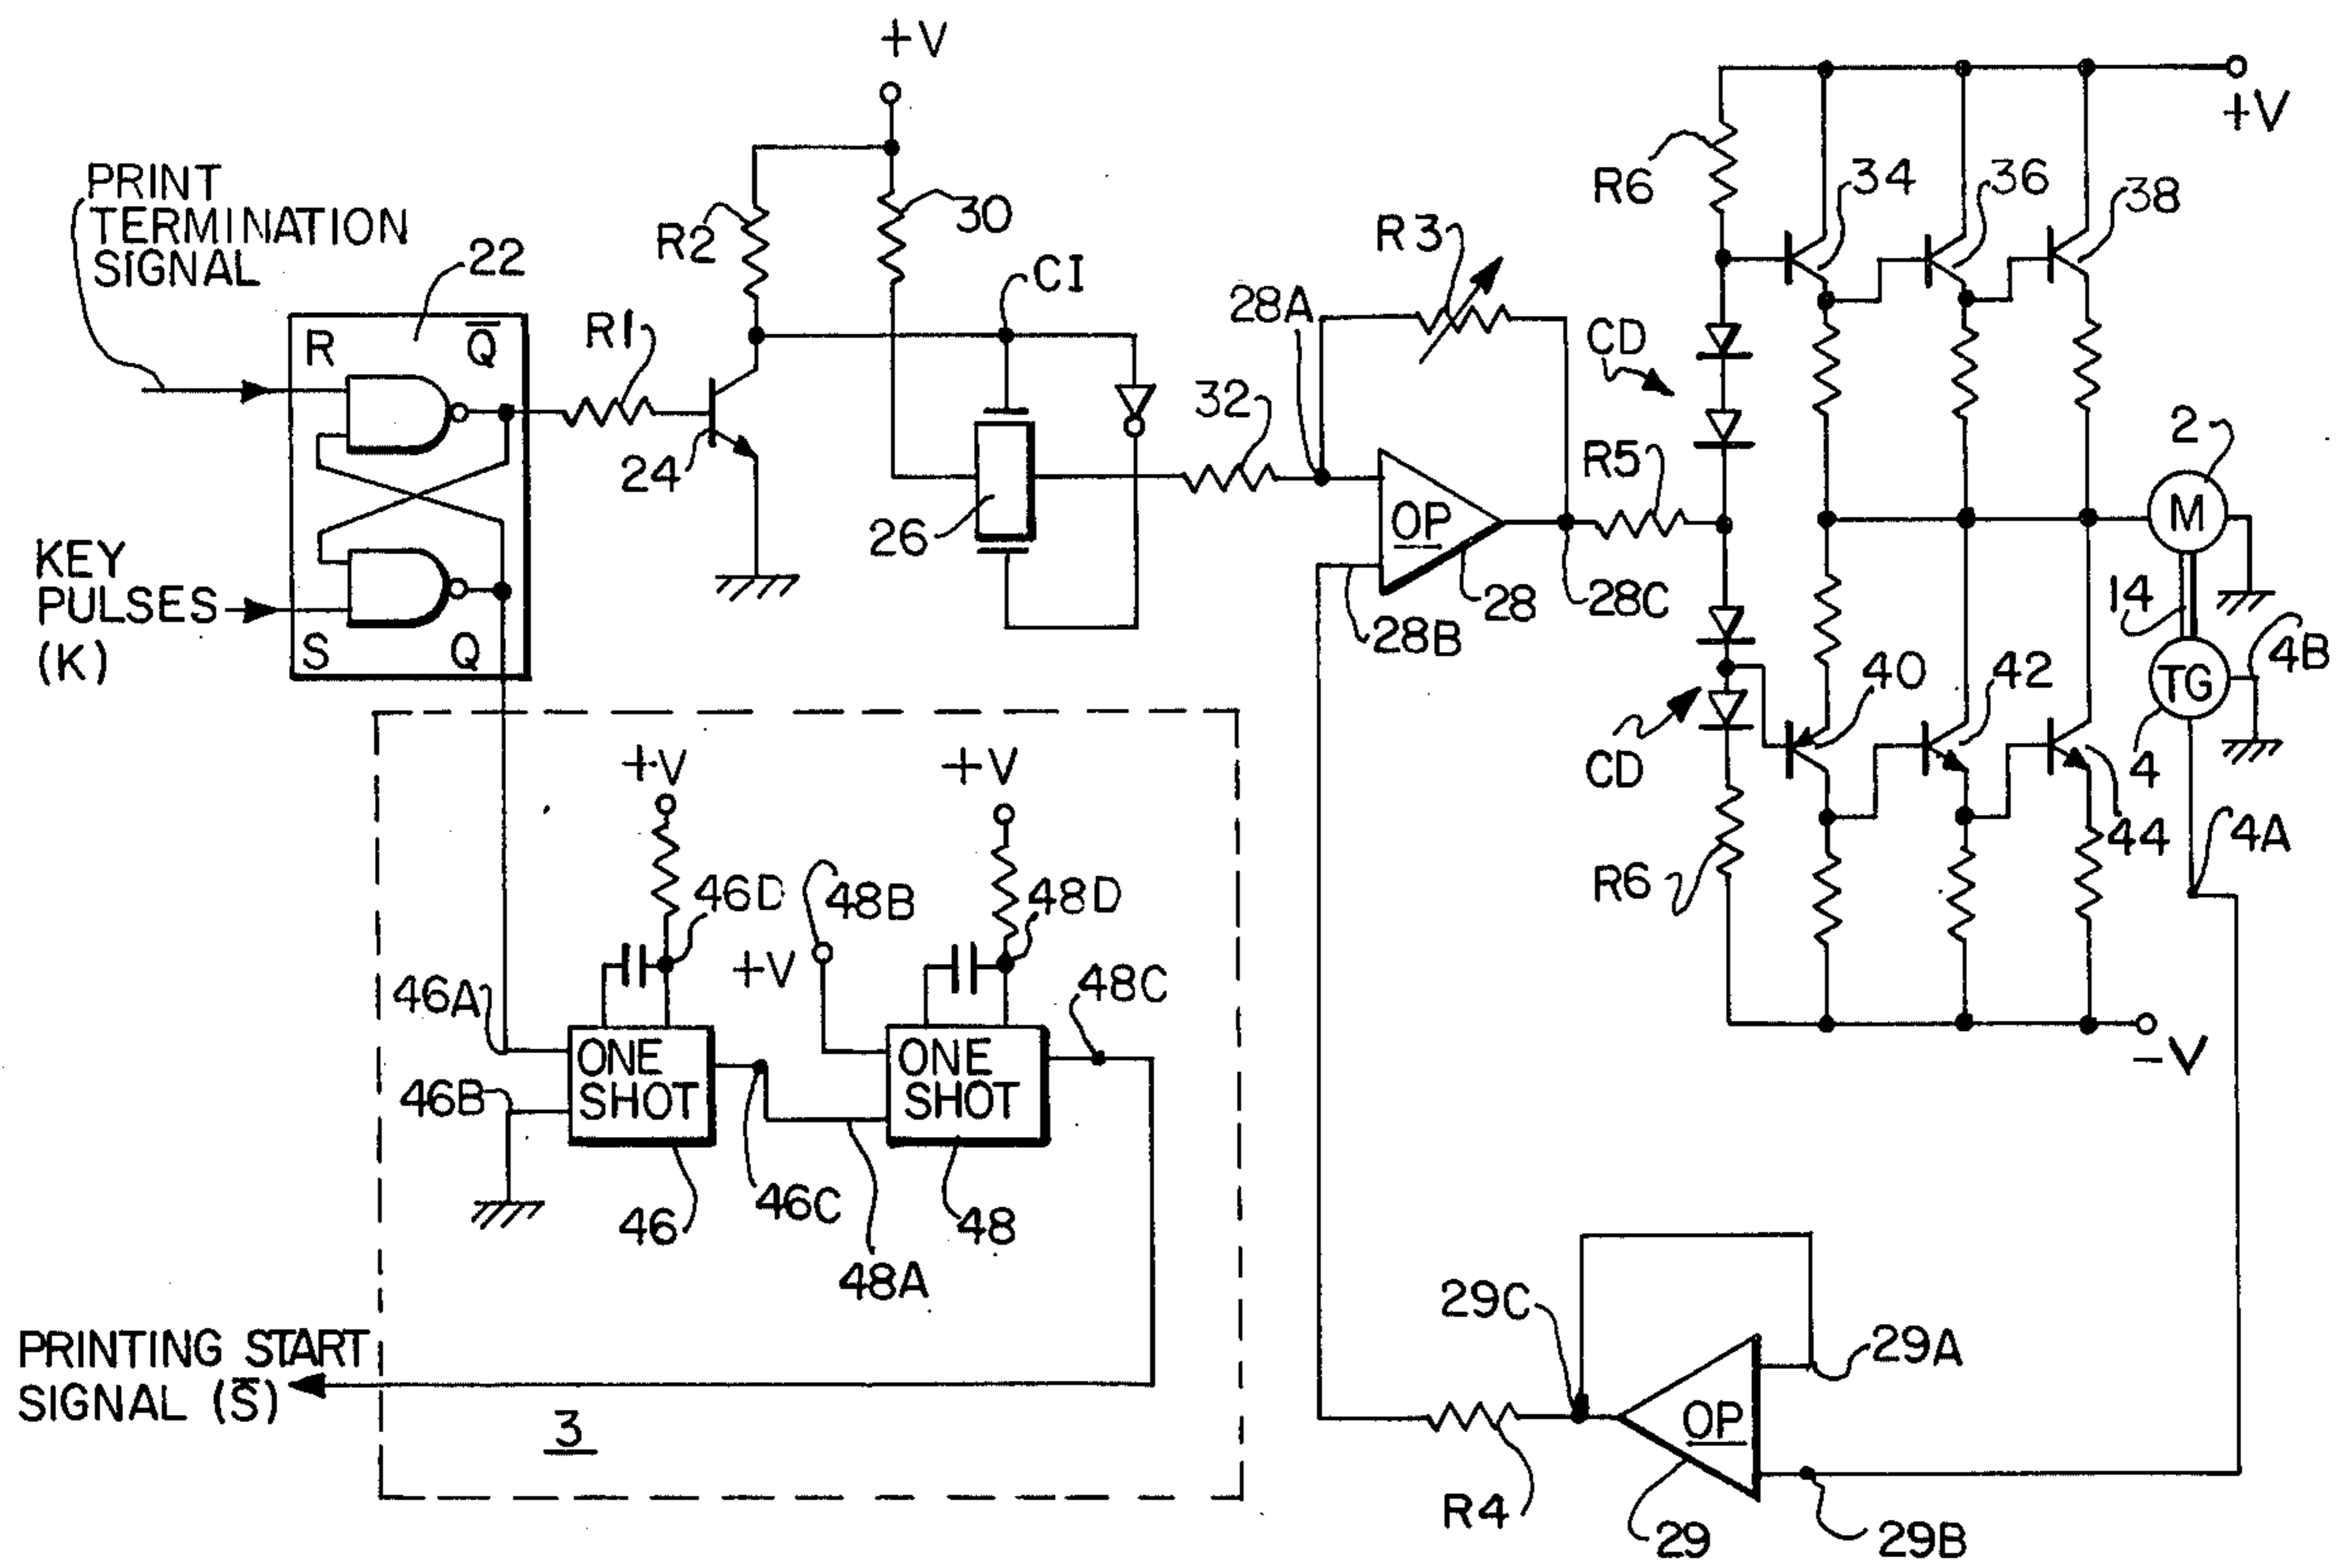 +V
+V
PRINT
TERMINATION
SIGNAL
22
R2
30
R6
34
36
38
R3
CI
28A
R
Q̅
R1
CD
32
2
24
OP
R5
M
26
KEY
PULSES
(K)
28
28C
14
28B
S
Q
40
42
4B
TG
+V
+V
CD
4
44
4A
46D
48B
48D
R6
+V
46A
48C
ONE
SHOT
ONE
SHOT
-V
46B
46
46C
48
48A
29C
PRINTING START
SIGNAL (S̅)
29A
3
OP
R4
29
29B